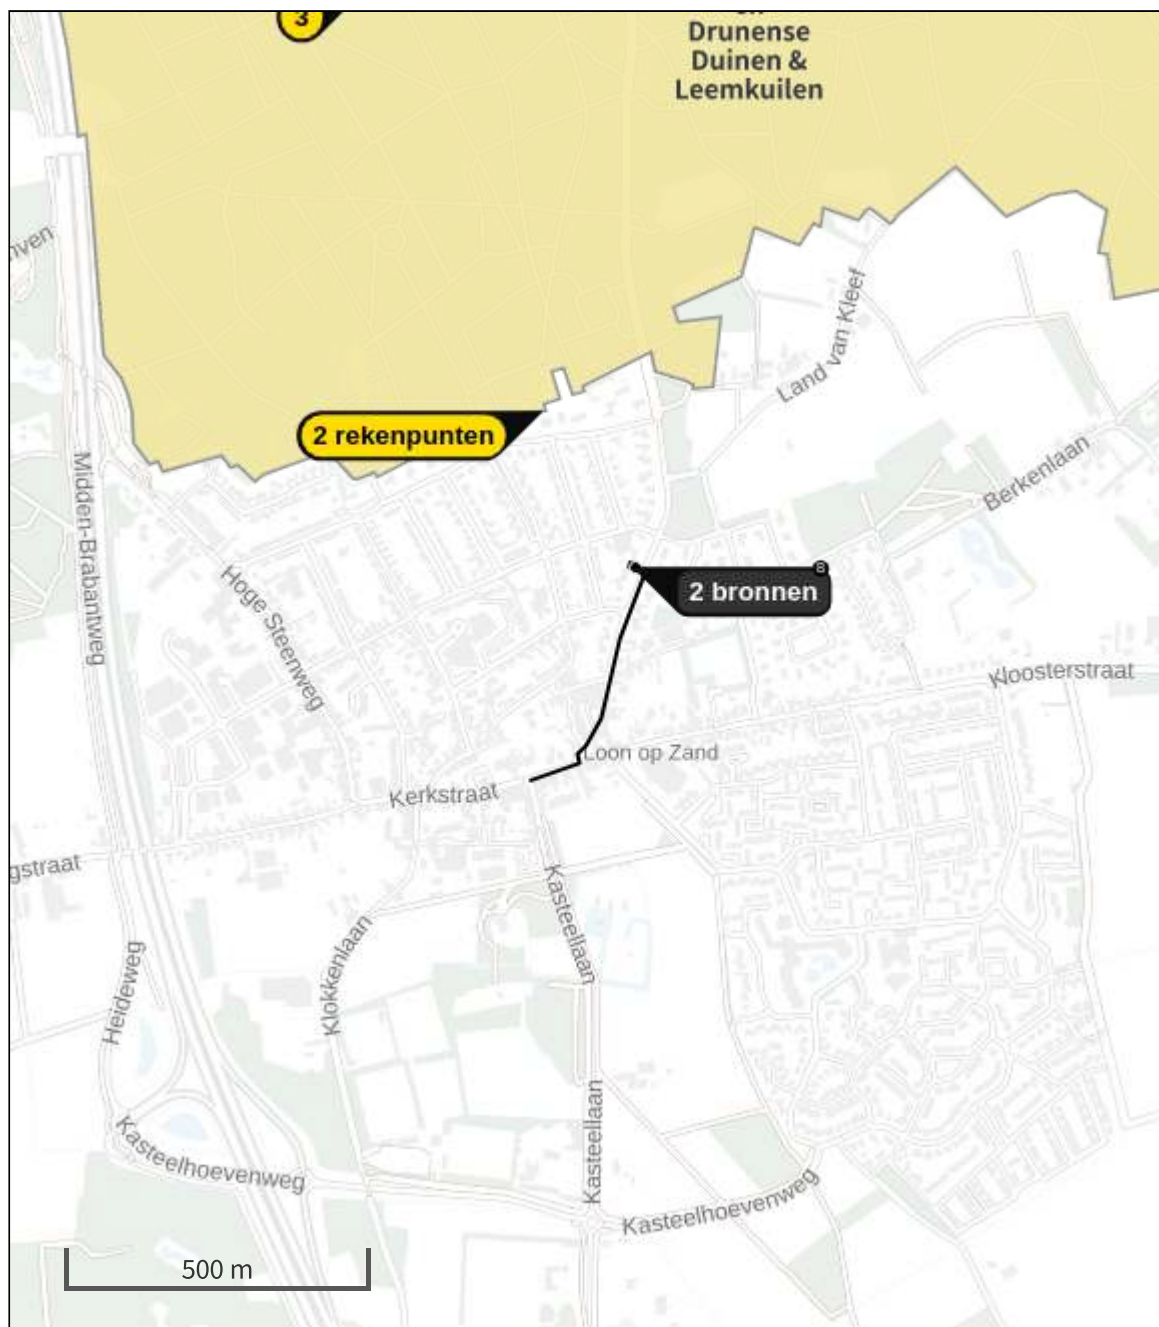 3
Drunense
Duinen &
Leemkuilen
Land van Kleef
2 rekenpunten
Midden-Brabantweg
Berkenlaan
Hoge Steenweg
8
2 bronnen
Kloosterstraat
Loon op Zand
Kerkstraat
gstraat
Kasteellaan
Klokkenlaan
Heideweg
Kasteellaan
Kasteelhoevenweg
Kasteelhoevenweg
500 m